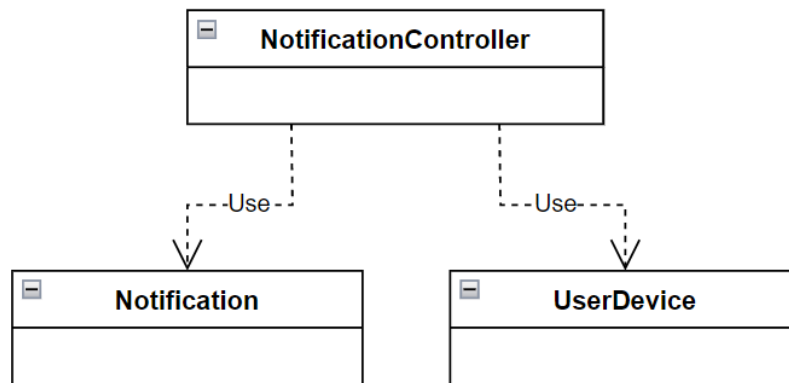 NotificationController
Use
Use
Notification
UserDevice